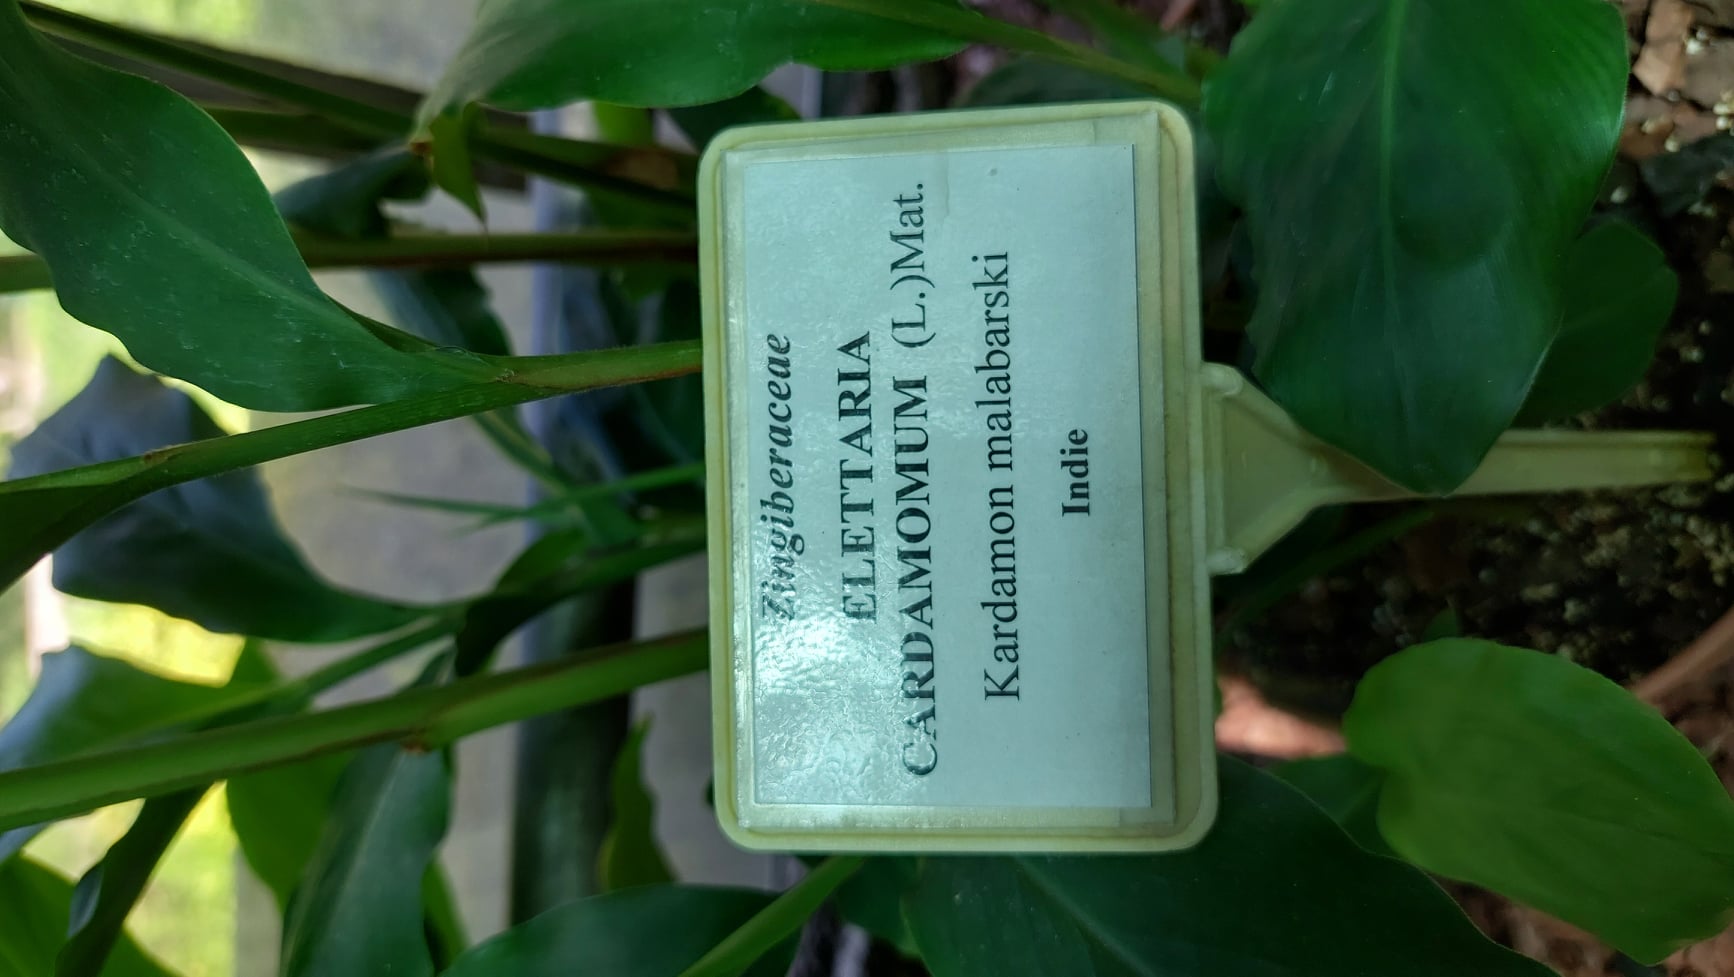 Zingiberaceae
ELETTARIA
CARDAMOMUM (L.)Mat.
Kardamon malabarski
Indie